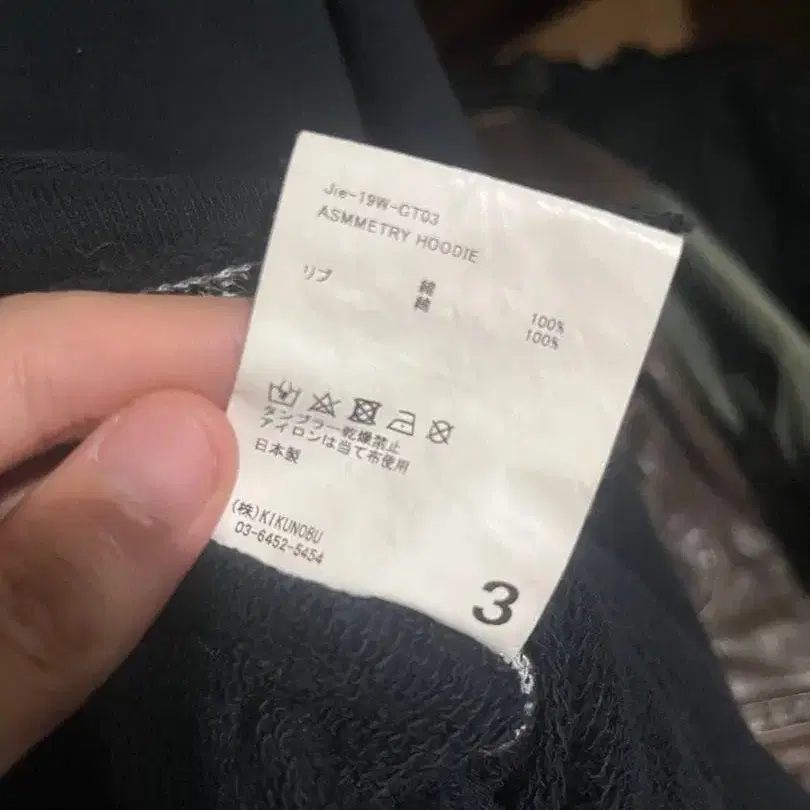 Jie-19W-CT03
ASMMETRY HOODIE
綿 100%
リブ 綿 100%
タンブラー乾燥禁止
アイロンは当て布使用
日本製
(株)KIKUNOBU
03-6452-5454
3